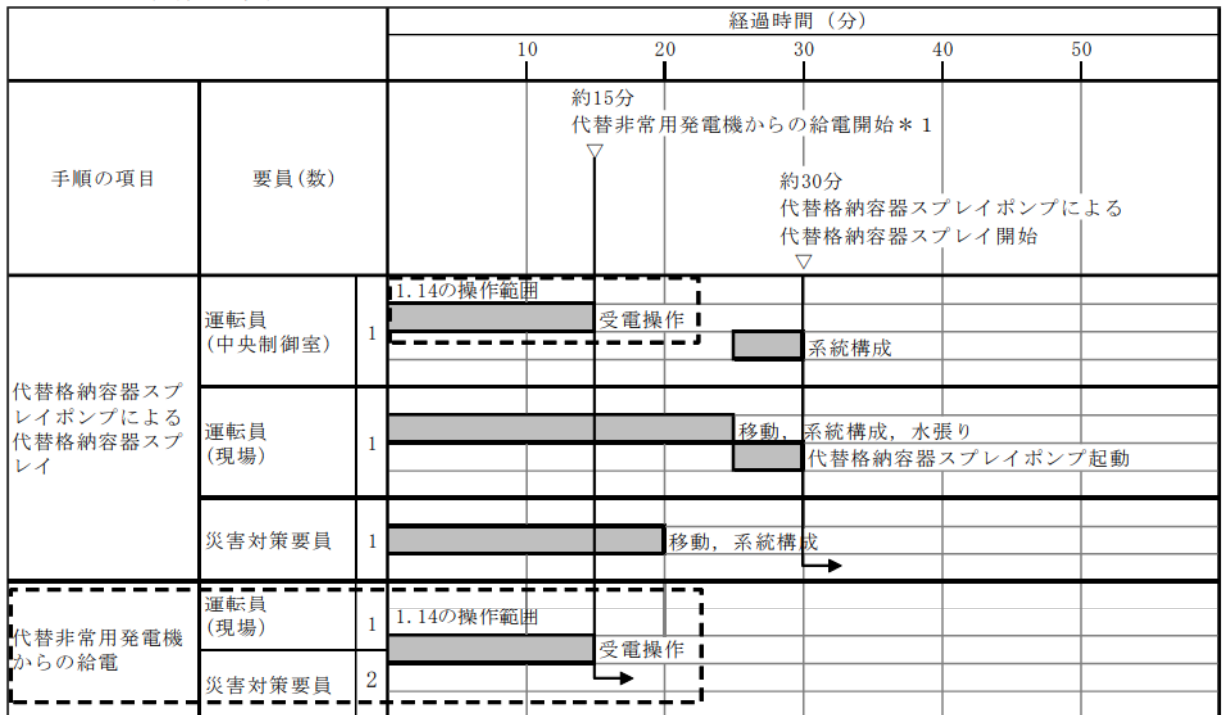 経過時間（分）
10
20
30
40
50
手順の項目
要員(数)
約15分
代替非常用発電機からの給電開始＊1
▽
約30分
代替格納容器スプレイポンプによる
代替格納容器スプレイ開始
▽
代替格納容器スプ
レイポンプによる
代替格納容器スプ
レイ
運転員
(中央制御室)
1
1.14の操作範囲
受電操作
系統構成
運転員
(現場)
1
移動，系統構成，水張り
代替格納容器スプレイポンプ起動
災害対策要員
1
移動，系統構成
代替非常用発電機
からの給電
運転員
(現場)
1
1.14の操作範囲
受電操作
災害対策要員
2